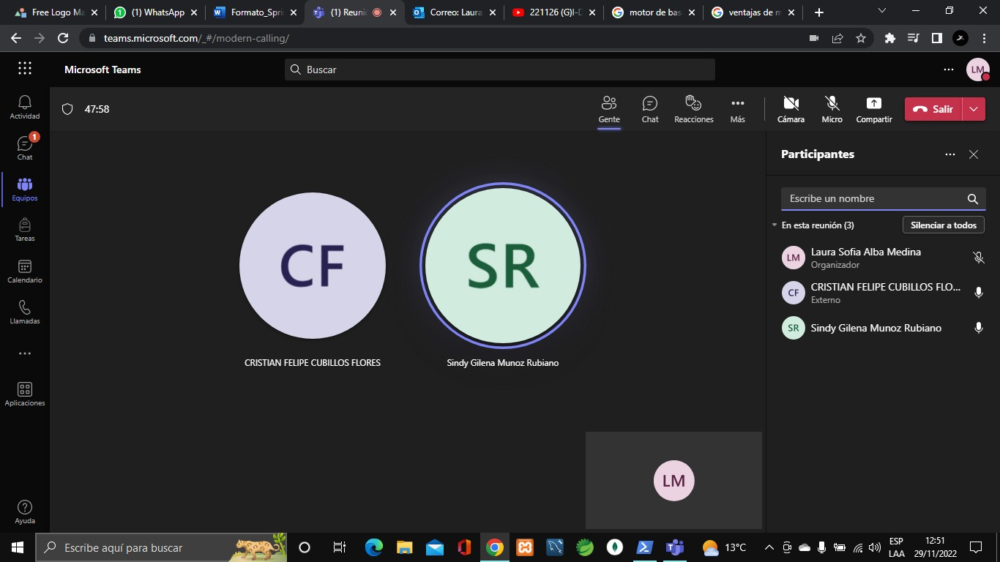 Free Logo Ma
(1) WhatsApp
Formato_Spri
(1) Reunió
Correo: Laura
221126 (G)I-D
motor de bas
ventajas de m
teams.microsoft.com/_#/modern-calling/
Microsoft Teams
Buscar
LM
Actividad
1
Chat
Equipos
Tareas
Calendario
Llamadas
Aplicaciones
Ayuda
47:58
Gente
Chat
Reacciones
Más
Cámara
Micro
Compartir
Salir
CF
SR
CRISTIAN FELIPE CUBILLOS FLORES
Sindy Gilena Munoz Rubiano
LM
Participantes
Escribe un nombre
En esta reunión (3)
Silenciar a todos
LM
Laura Sofia Alba Medina
Organizador
CF
CRISTIAN FELIPE CUBILLOS FLO...
Externo
SR
Sindy Gilena Munoz Rubiano
Escribe aquí para buscar
13°C
ESP
LAA
12:51
29/11/2022